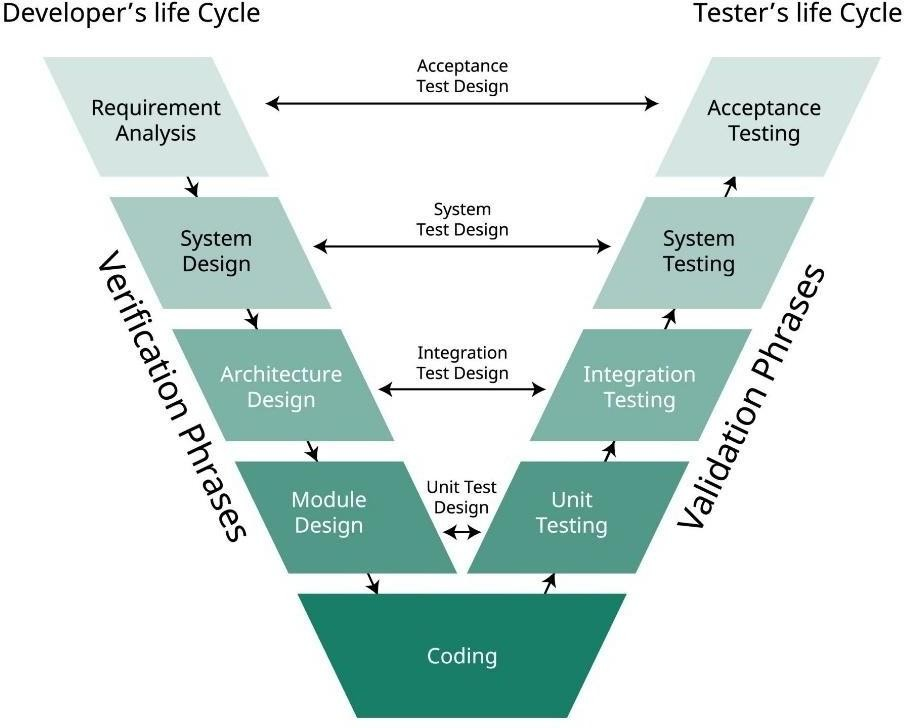 Developer’s life Cycle
Tester’s life Cycle
Acceptance
Test Design
Requirement
Analysis
Acceptance
Testing
System
Test Design
System
Design
System
Testing
Verification Phrases
Validation Phrases
Integration
Test Design
Architecture
Design
Integration
Testing
Unit Test
Design
Module
Design
Unit
Testing
Coding